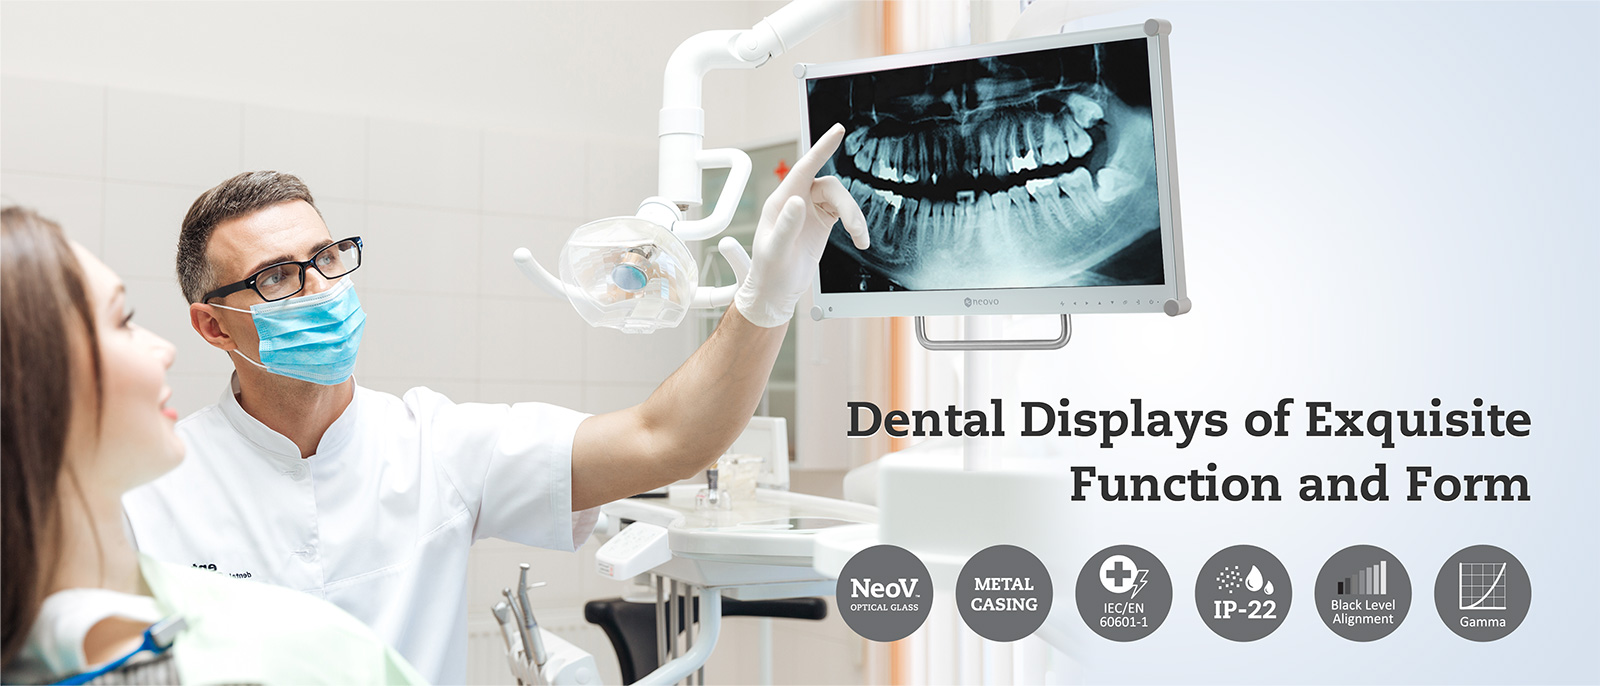 neovo
Dental Displays of Exquisite
Function and Form
NeoV™
OPTICAL GLASS
METAL
CASING
IEC/EN
60601-1
IP-22
Black Level
Alignment
Gamma